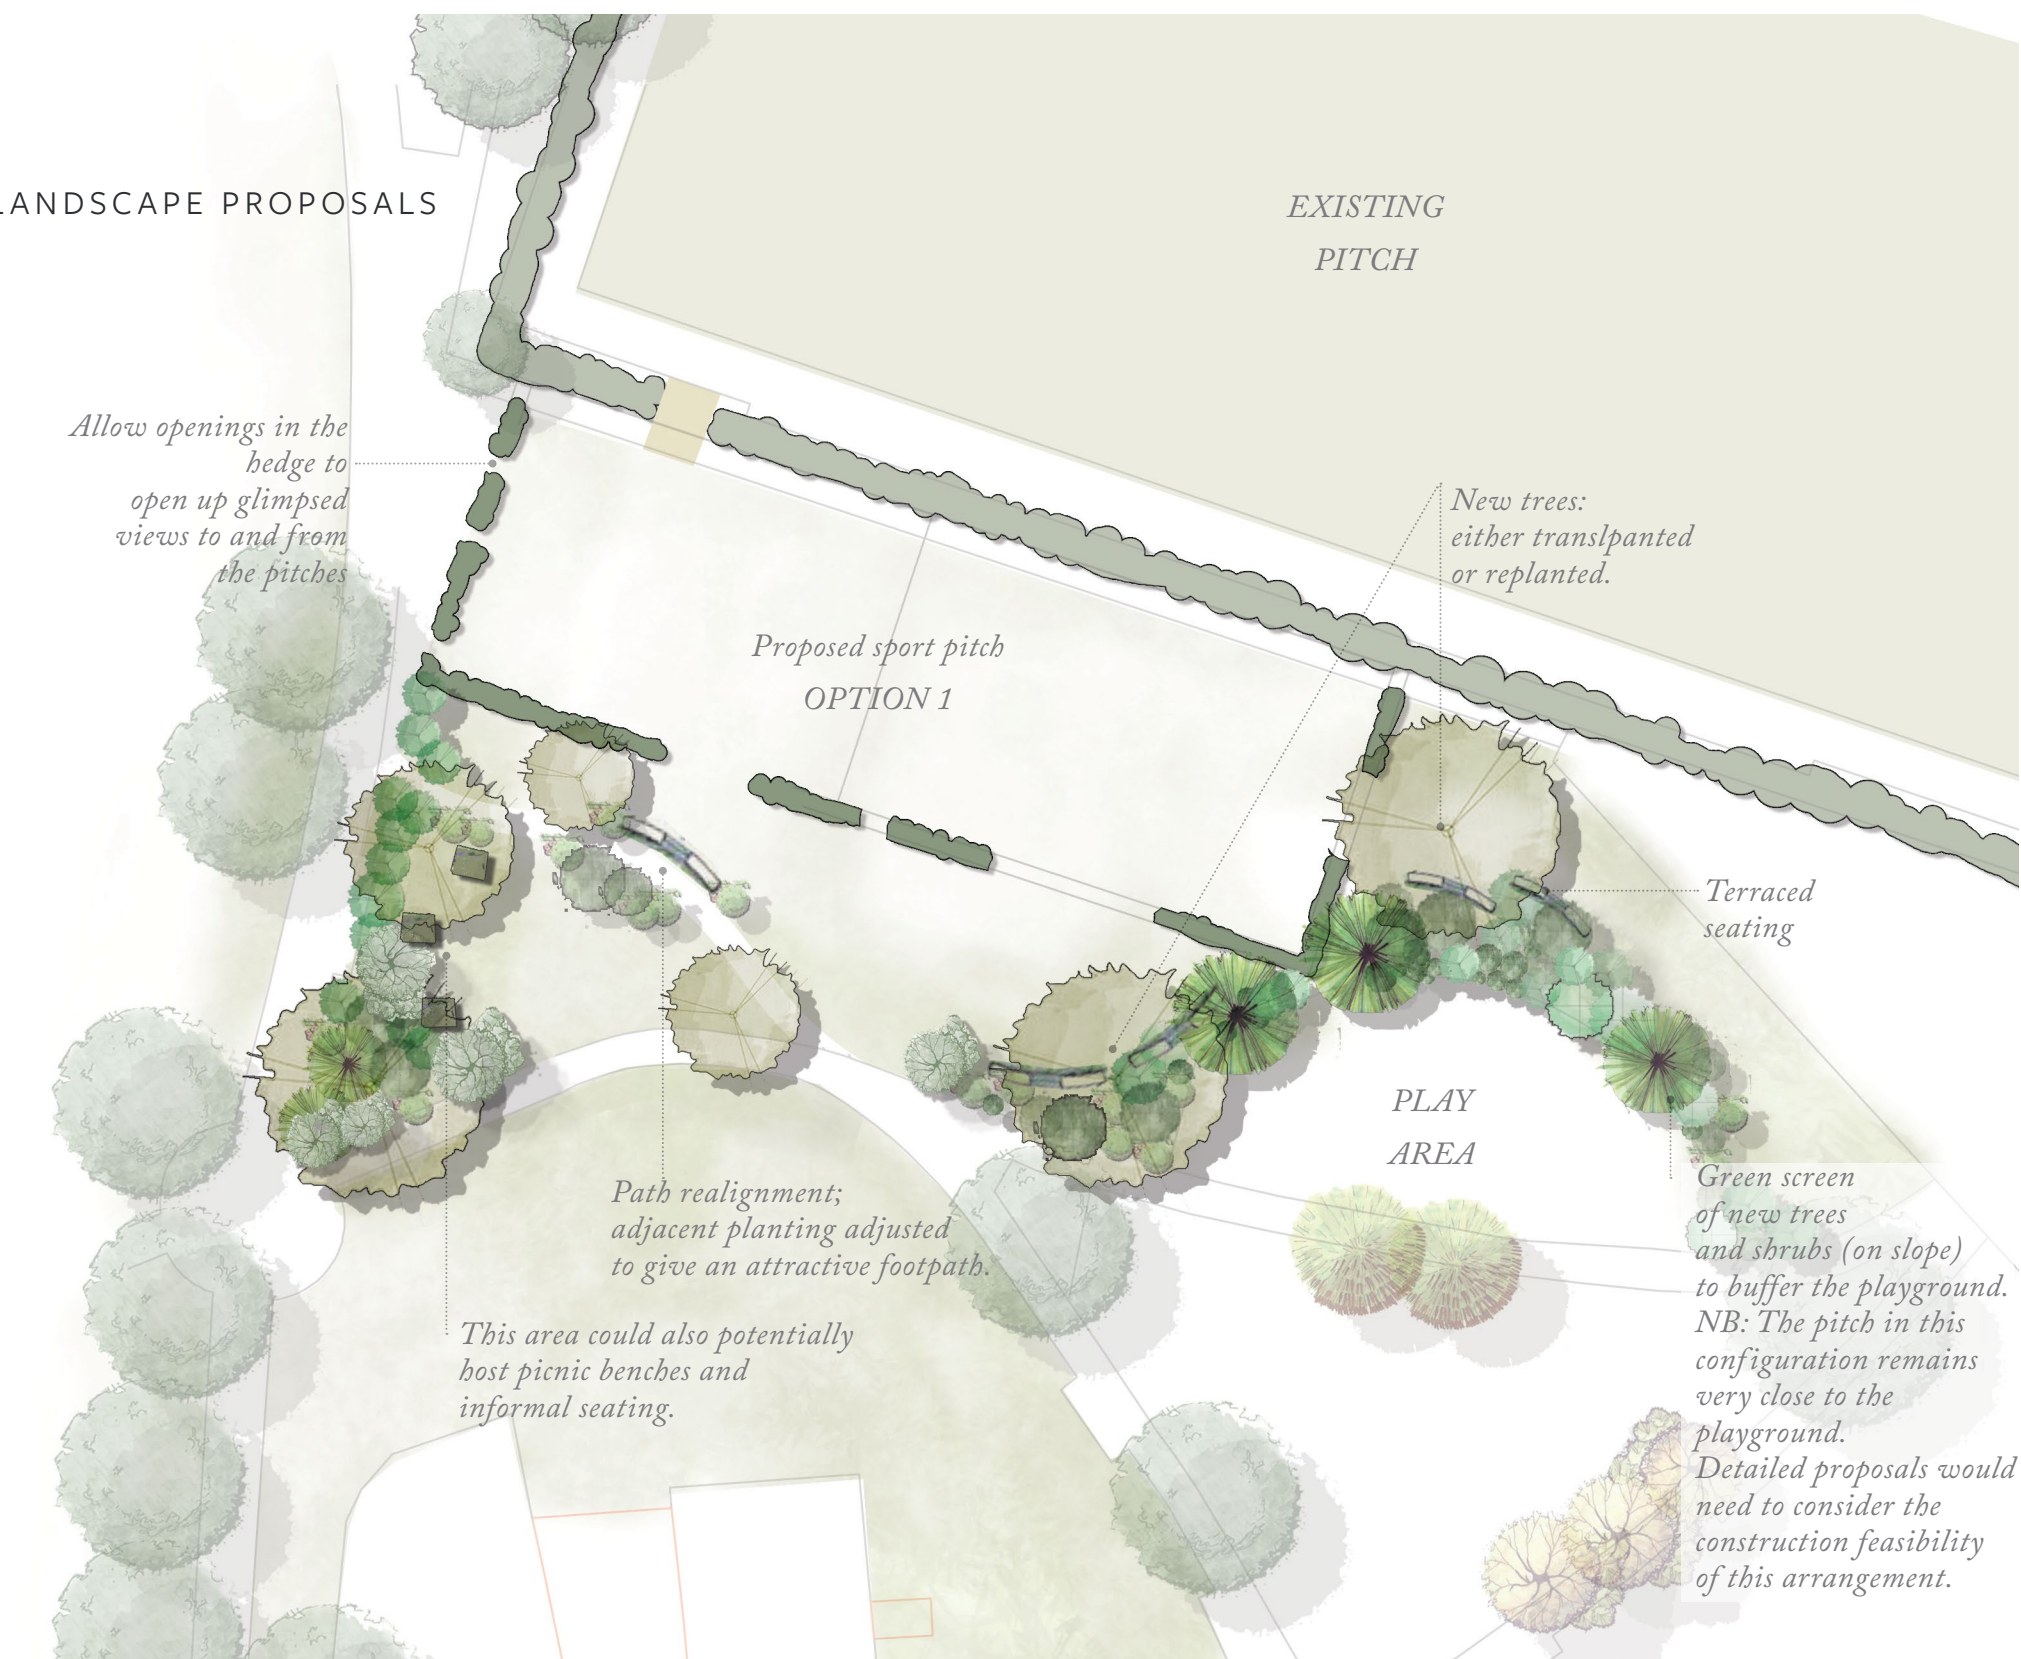 LANDSCAPE PROPOSALS
EXISTING
PITCH
Allow openings in the
hedge to
open up glimpsed
views to and from
the pitches
New trees:
either translpanted
or replanted.
Proposed sport pitch
OPTION 1
Terraced
seating
PLAY
AREA
Path realignment;
adjacent planting adjusted
to give an attractive footpath.
This area could also potentially
host picnic benches and
informal seating.
Green screen
of new trees
and shrubs (on slope)
to buffer the playground.
NB: The pitch in this
configuration remains
very close to the
playground.
Detailed proposals would
need to consider the
construction feasibility
of this arrangement.